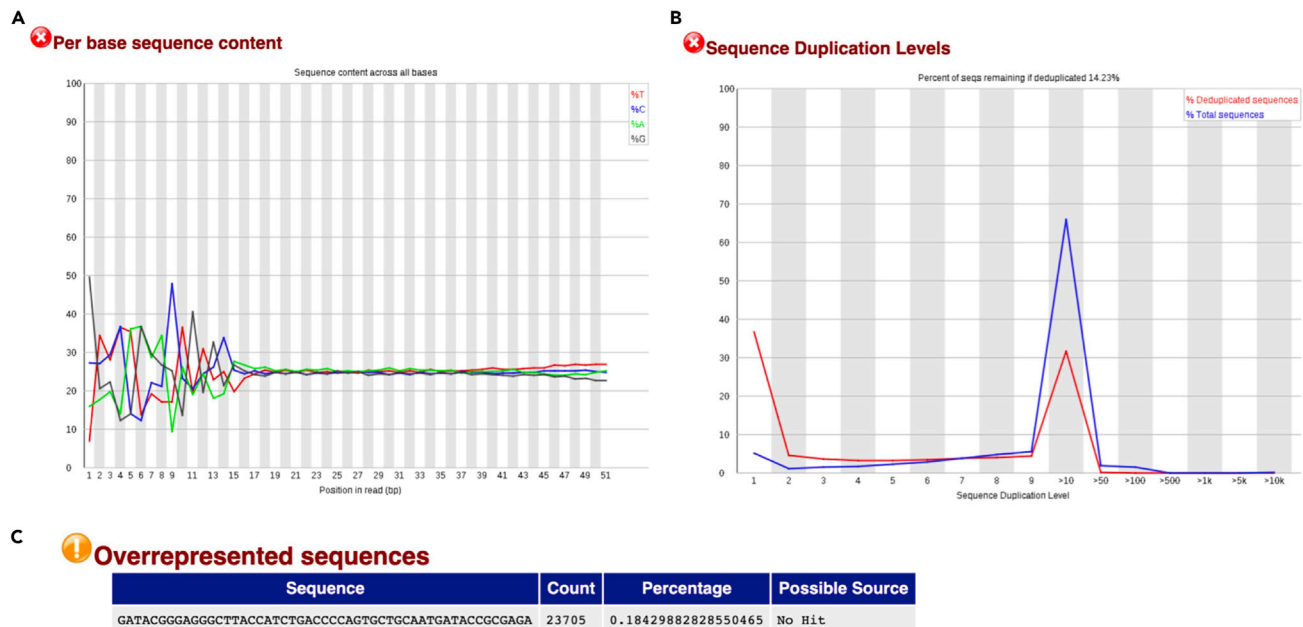 A
Per base sequence content
Sequence content across all bases
%T
%C
%A
%G
100
90
80
70
60
50
40
30
20
10
0
1 2 3 4 5 6 7 8 9 11 13 15 17 19 21 23 25 27 29 31 33 35 37 39 41 43 45 47 49 51
Position in read (bp)
B
Sequence Duplication Levels
Percent of seqs remaining if deduplicated 14.23%
% Deduplicated sequences
% Total sequences
100
90
80
70
60
50
40
30
20
10
0
1 2 3 4 5 6 7 8 9 >10 >50 >100 >500 >1k >5k >10k
Sequence Duplication Level
C
Overrepresented sequences
Sequence Count Percentage Possible Source
GATACGGGAGGGCTTACCATCTGACCCCAGTGCTGCAATGATACCGCGAGA 23705 0.18429882828550465 No Hit